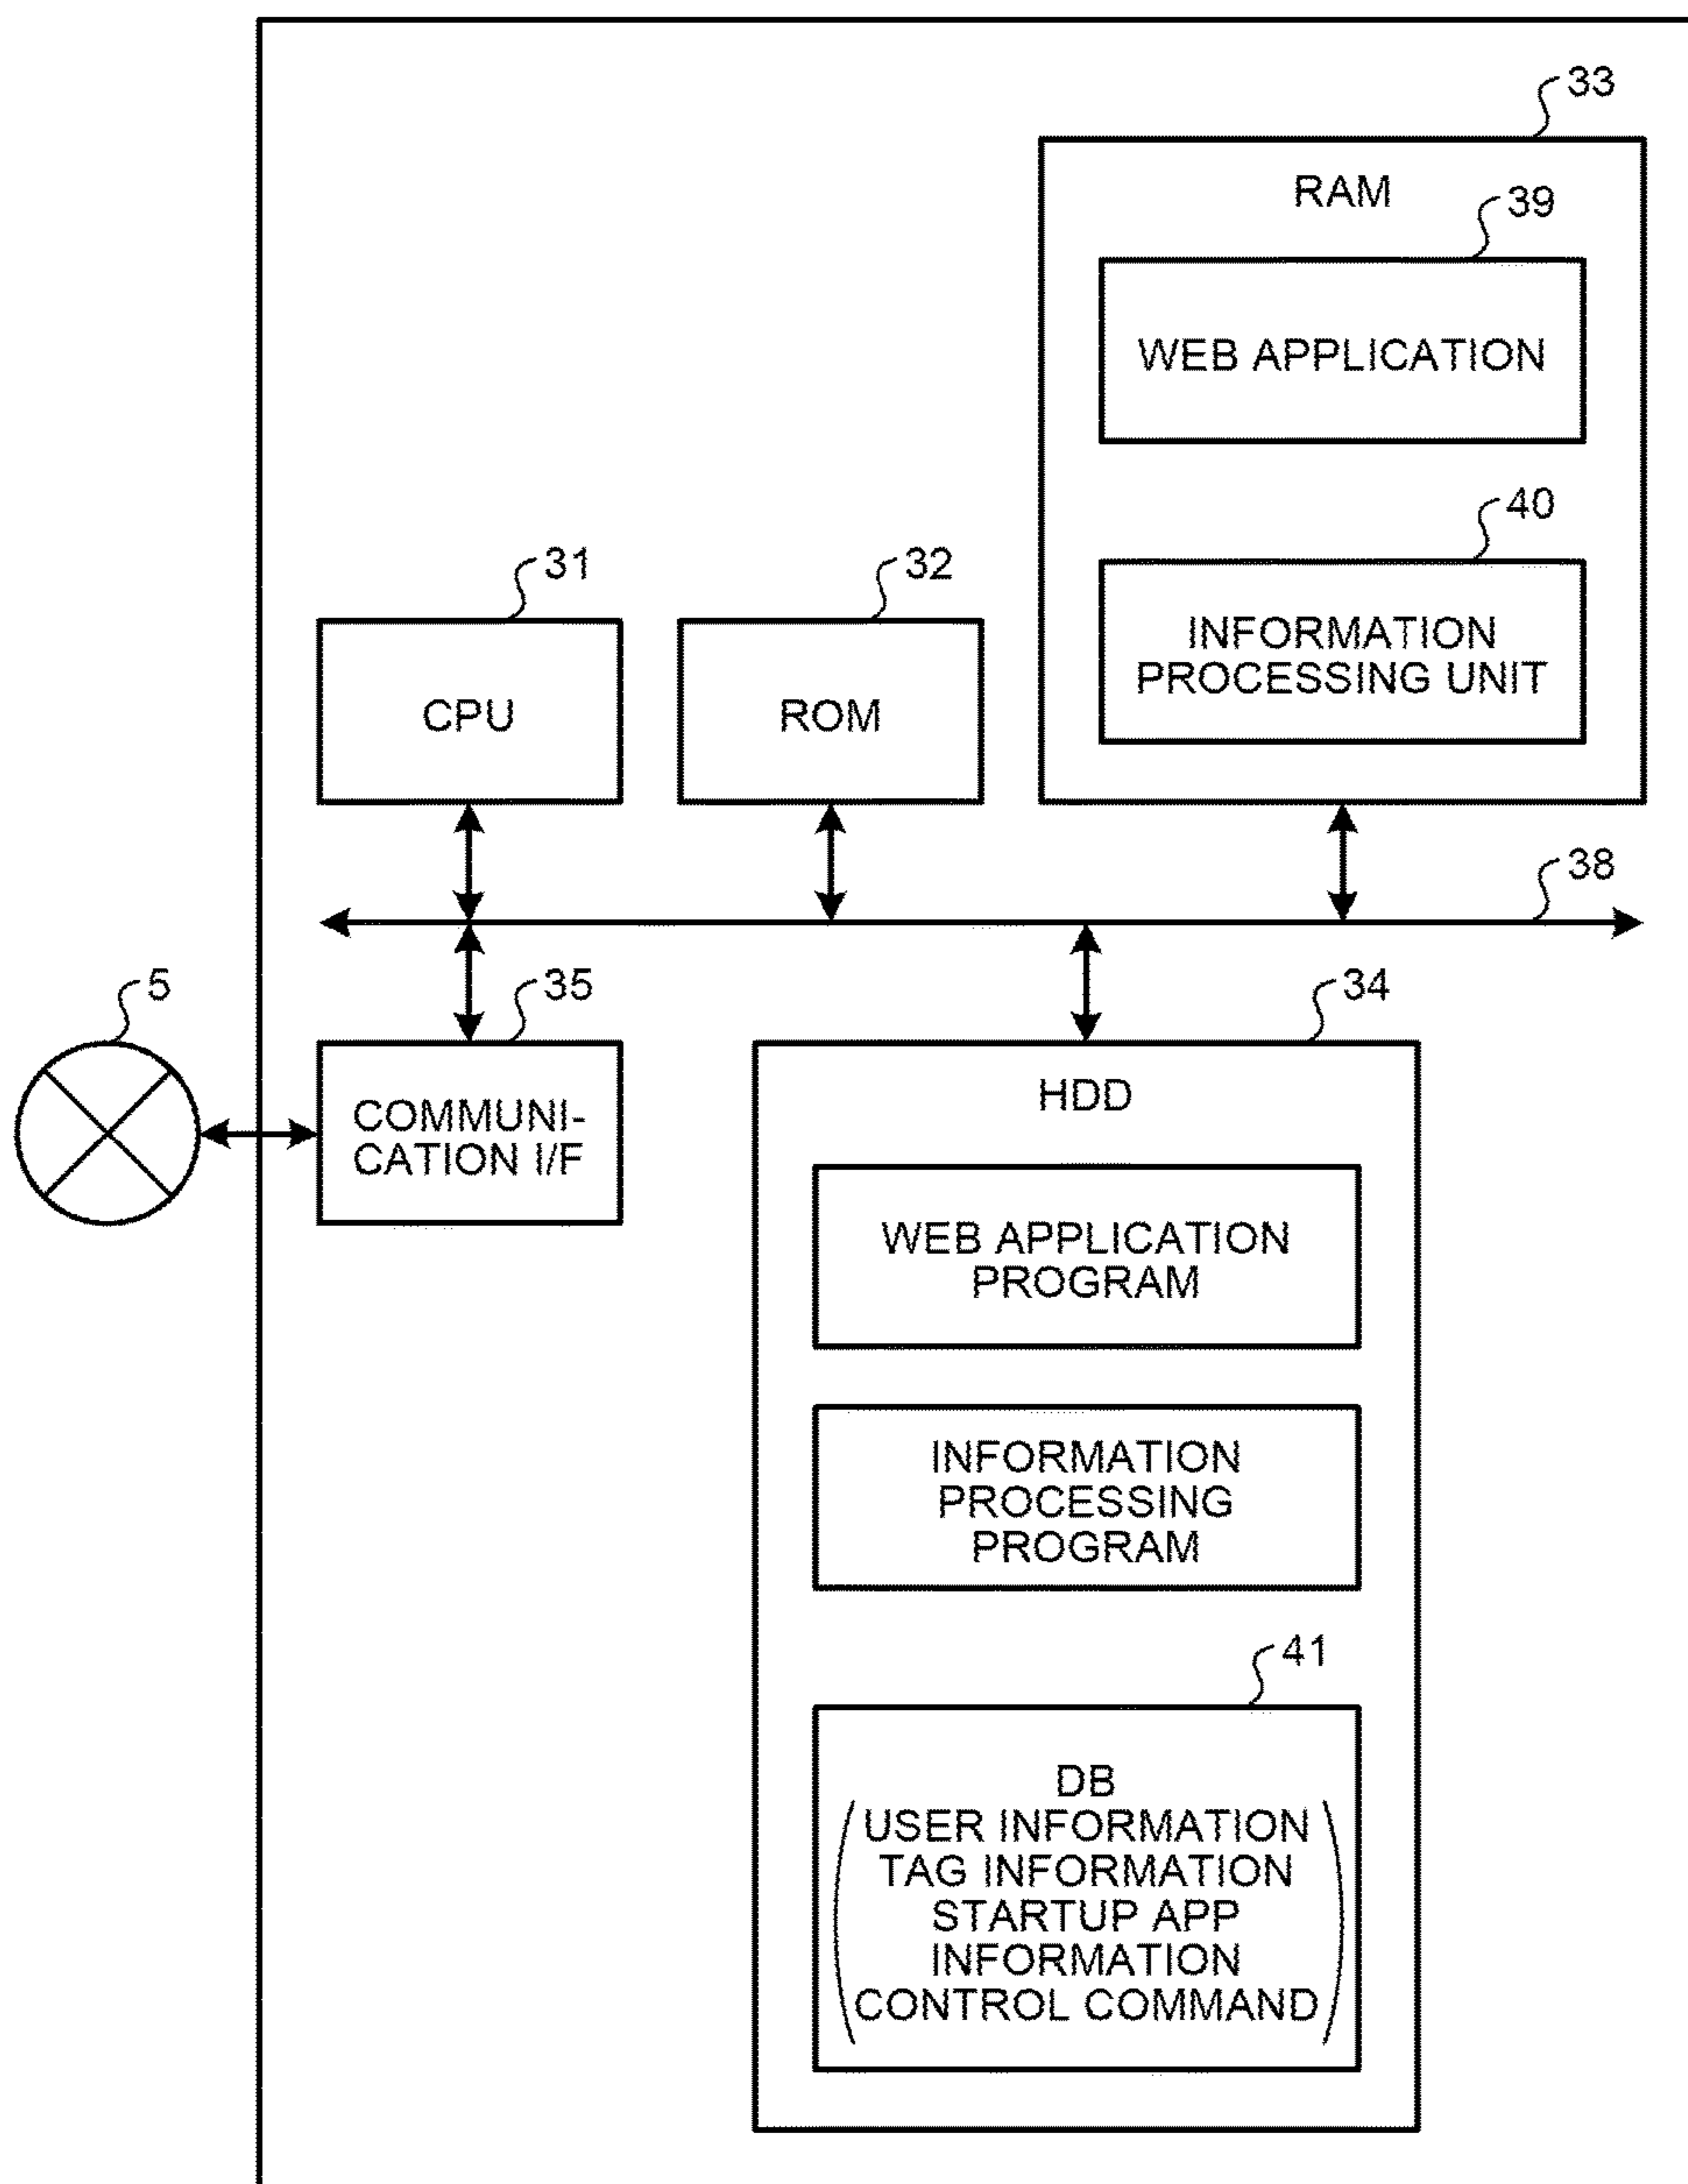 33
RAM
39
WEB APPLICATION
40
INFORMATION
PROCESSING UNIT
31
CPU
32
ROM
38
5
35
COMMUNI-
CATION I/F
34
HDD
WEB APPLICATION
PROGRAM
INFORMATION
PROCESSING
PROGRAM
41
DB
(USER INFORMATION
TAG INFORMATION
STARTUP APP
INFORMATION
CONTROL COMMAND)